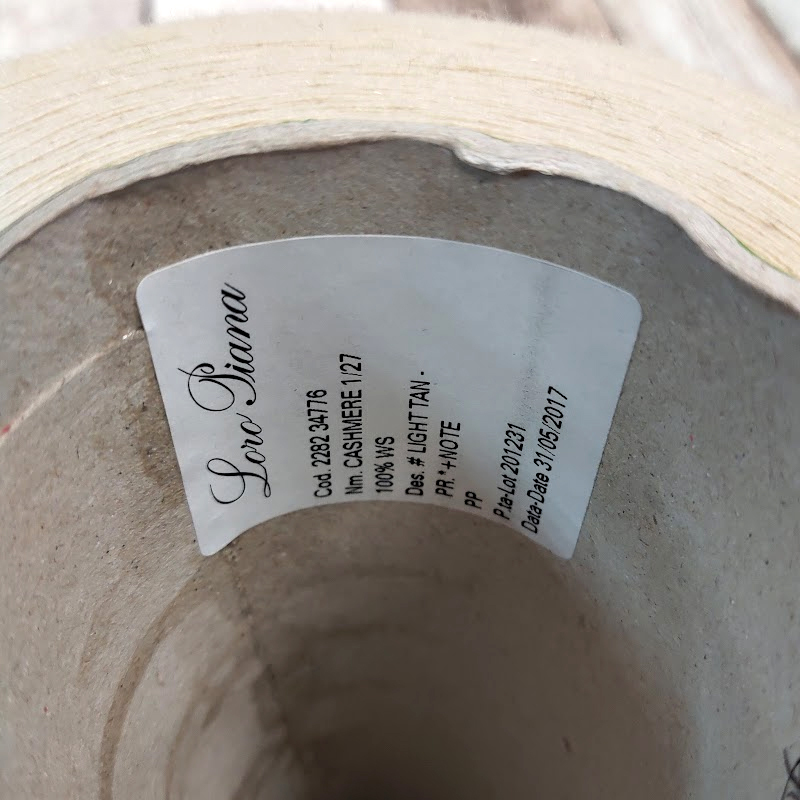 Loro Piana
Cod. 2282 34776
Nm. CASHMERE 1/27
100% WS
Des. # LIGHT TAN -
PR.*+NOTE
PP
P.ta-Lot 201231
Data-Date 31/05/2017